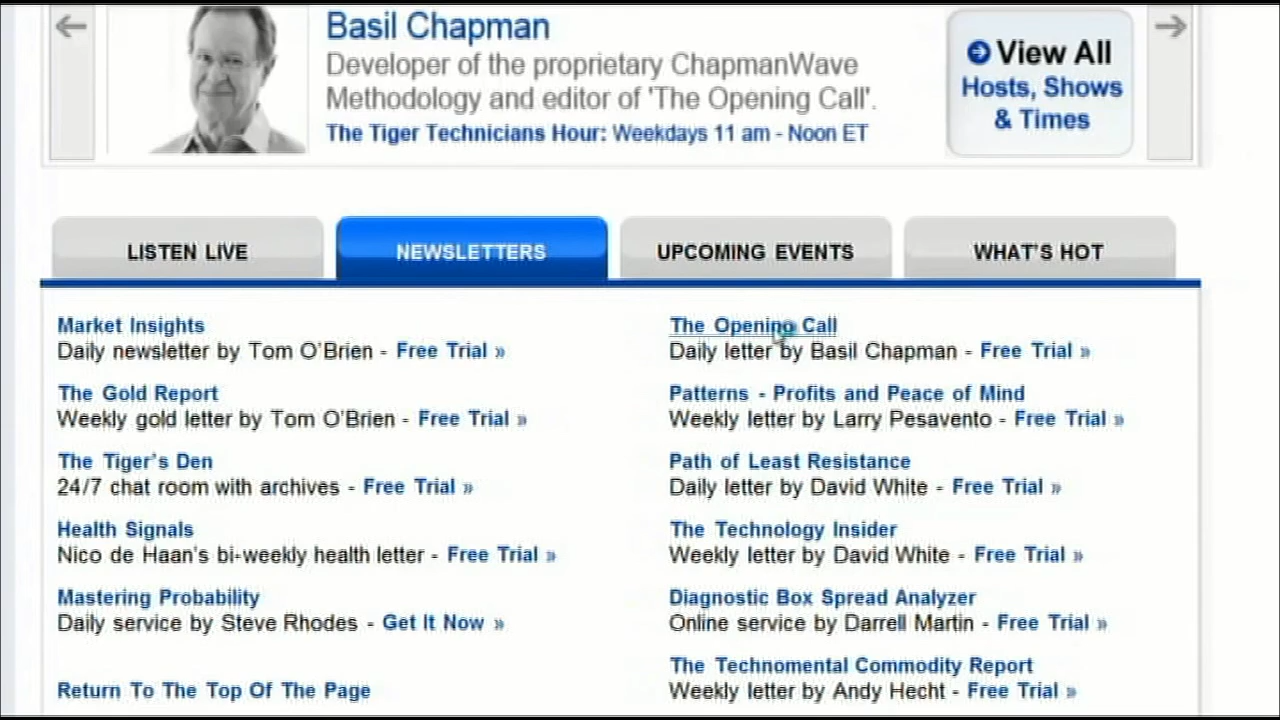 Basil Chapman
Developer of the proprietary ChapmanWave
Methodology and editor of 'The Opening Call'.
The Tiger Technicians Hour: Weekdays 11 am - Noon ET
View All
Hosts, Shows
& Times
LISTEN LIVE
NEWSLETTERS
UPCOMING EVENTS
WHAT'S HOT
Market Insights
Daily newsletter by Tom O'Brien - Free Trial »
The Gold Report
Weekly gold letter by Tom O'Brien - Free Trial »
The Tiger's Den
24/7 chat room with archives - Free Trial »
Health Signals
Nico de Haan's bi-weekly health letter - Free Trial »
Mastering Probability
Daily service by Steve Rhodes - Get It Now »
Return To The Top Of The Page
The Opening Call
Daily letter by Basil Chapman - Free Trial »
Patterns - Profits and Peace of Mind
Weekly letter by Larry Pesavento - Free Trial »
Path of Least Resistance
Daily letter by David White - Free Trial »
The Technology Insider
Weekly letter by David White - Free Trial »
Diagnostic Box Spread Analyzer
Online service by Darrell Martin - Free Trial »
The Technomental Commodity Report
Weekly letter by Andy Hecht - Free Trial »